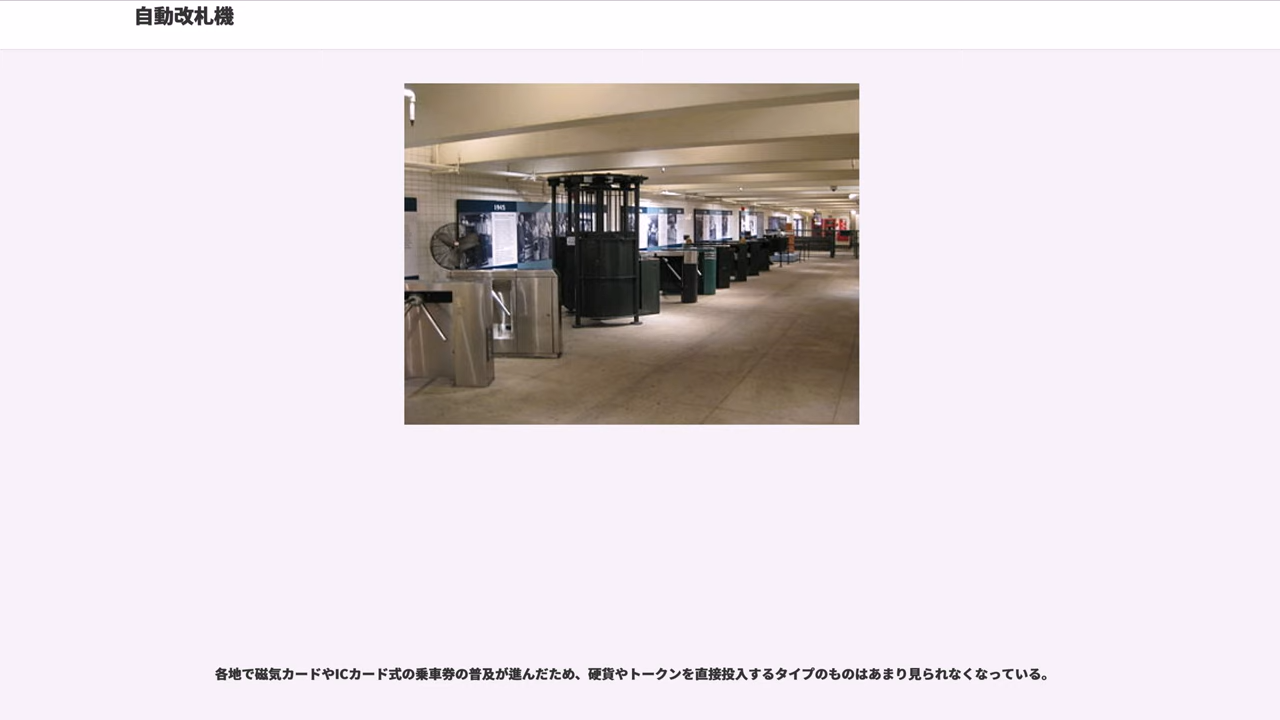 自動改札機
1945
各地で磁気カードやICカード式の乗車券の普及が進んだため、硬貨やトークンを直接投入するタイプのものはあまり見られなくなっている。